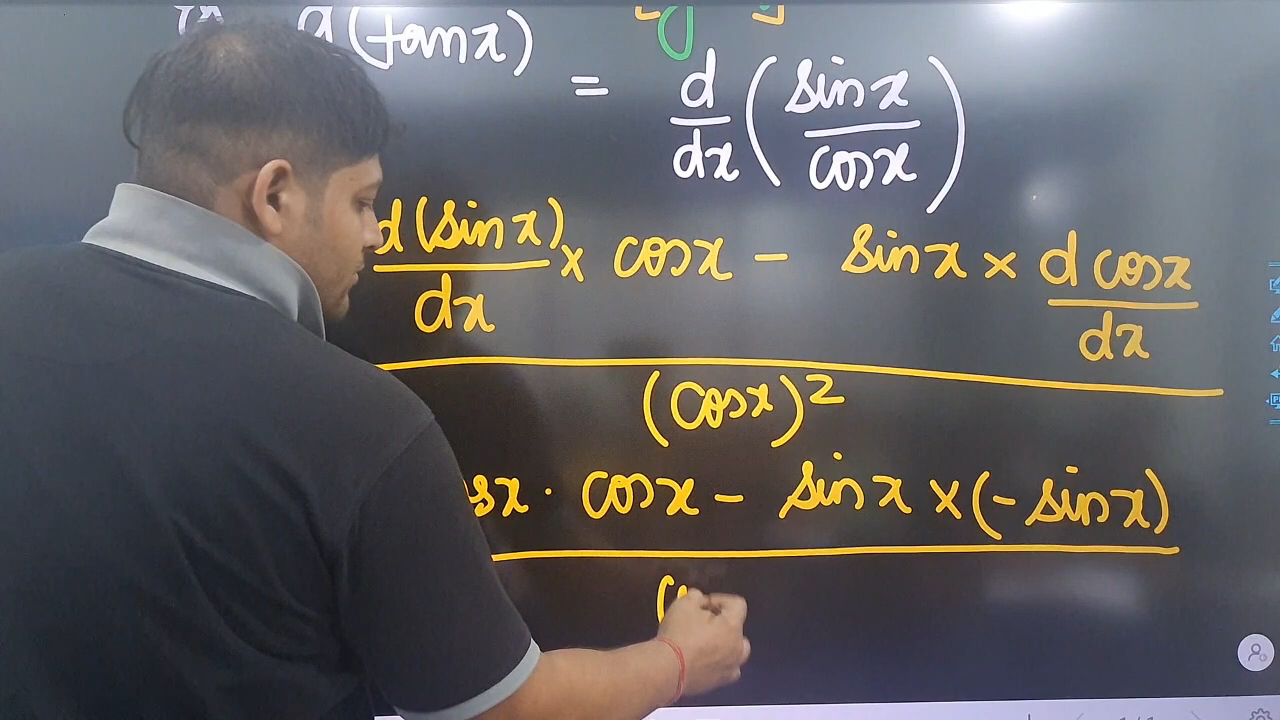 (tanx)
= d/dx (sinx/cosx)
d(sinx)/dx × cosx - sinx × d cosx/dx
(cosx)²
sx · cosx - sinx × (-sinx)